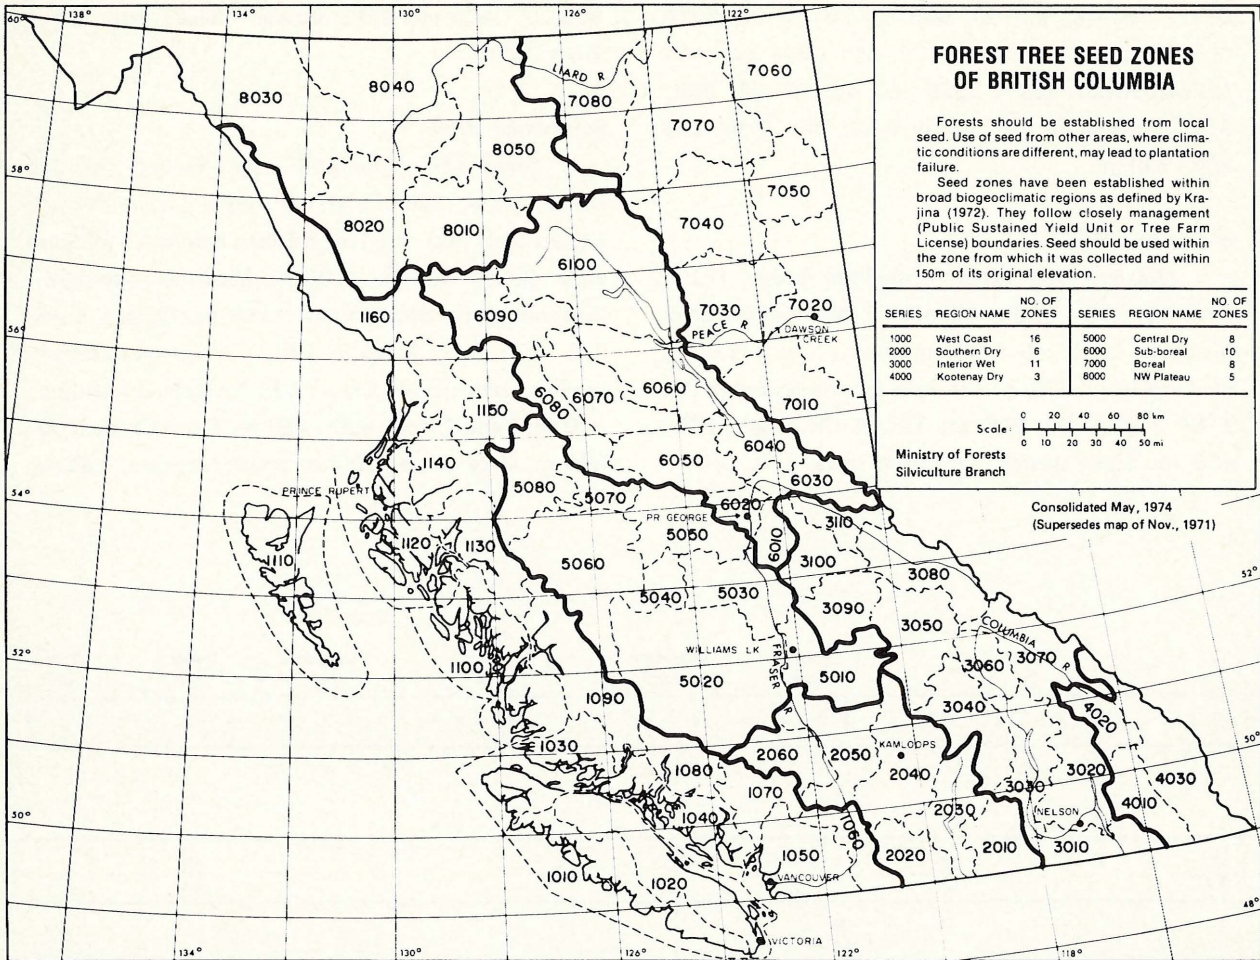 FOREST TREE SEED ZONES
OF BRITISH COLUMBIA
Forests should be established from local
seed. Use of seed from other areas, where clima-
tic conditions are different, may lead to plantation
failure.
Seed zones have been established within
broad biogeoclimatic regions as defined by Kra-
jina (1972). They follow closely management
(Public Sustained Yield Unit or Tree Farm
License) boundaries. Seed should be used within
the zone from which it was collected and within
150m of its original elevation.
SERIES REGION NAME NO. OF ZONES SERIES REGION NAME NO. OF ZONES
1000 West Coast 16 5000 Central Dry 8
2000 Southern Dry 6 6000 Sub-boreal 10
3000 Interior Wet 11 7000 Boreal 8
4000 Kootenay Dry 3 8000 NW Plateau 5
Scale:
0 20 40 60 80 km
0 10 20 30 40 50 mi
Ministry of Forests
Silviculture Branch
Consolidated May, 1974
(Supersedes map of Nov., 1971)
60° 138° 134° 130° 126° 122°
8030 8040 LIARD R 7080 7060
7070
8050
58° 7050
8020 8010 7040
6100
1160 6090 7030 7020
56° PEACE R DAWSON CREEK
6080 6070 6060 7010
1150
6040
1140 6050 6030
5080 5070
54° PRINCE RUPERT 6020
PR GEORGE 3110
5050
1120 1130 6010
1110 5060 3100
3080 52°
5040 5030
3090
3050
COLUMBIA R
WILLIAMS LK FRASER R
52° 1100 3060 3070
5020 5010
1090 3040 4020
1030 2060 2050 KAMLOOPS 50°
1080 2040 3020
1070 3030 4030
2030 4010
50° 1040 1060 NELSON
1050 2020 2010 3010
1010 1020 VANCOUVER
48°
VICTORIA
134° 130° 126° 122° 118°